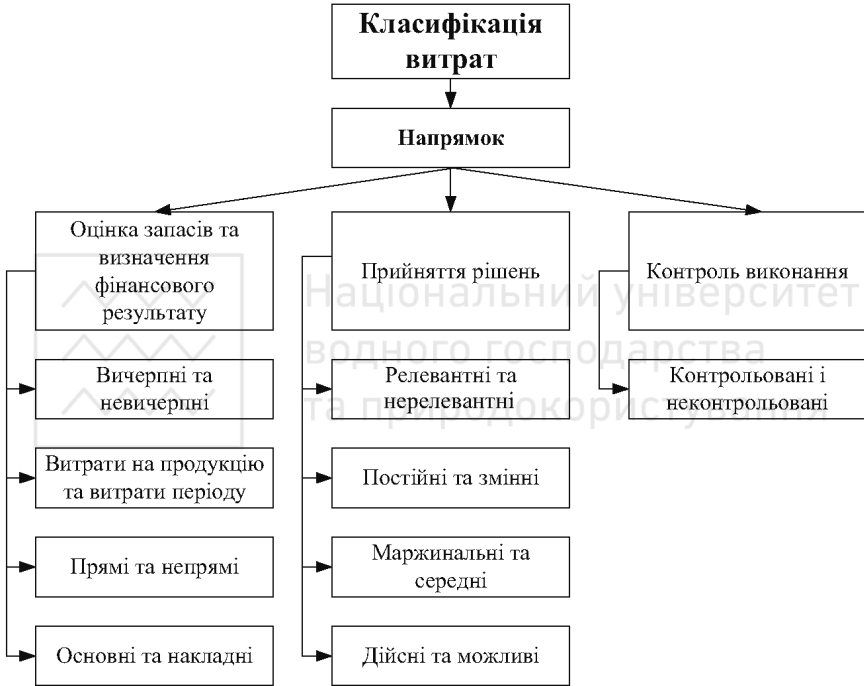 Класифікація
витрат
Напрямок
Оцінка запасів та
визначення
фінансового
результату
Прийняття рішень
Контроль виконання
Вичерпні та
невичерпні
Релевантні та
нерелевантні
Контрольовані і
неконтрольовані
Витрати на продукцію
та витрати періоду
Постійні та змінні
Прямі та непрямі
Маржинальні та
середні
Основні та накладні
Дійсні та можливі
Національний університет
водного господарства
та природокористування